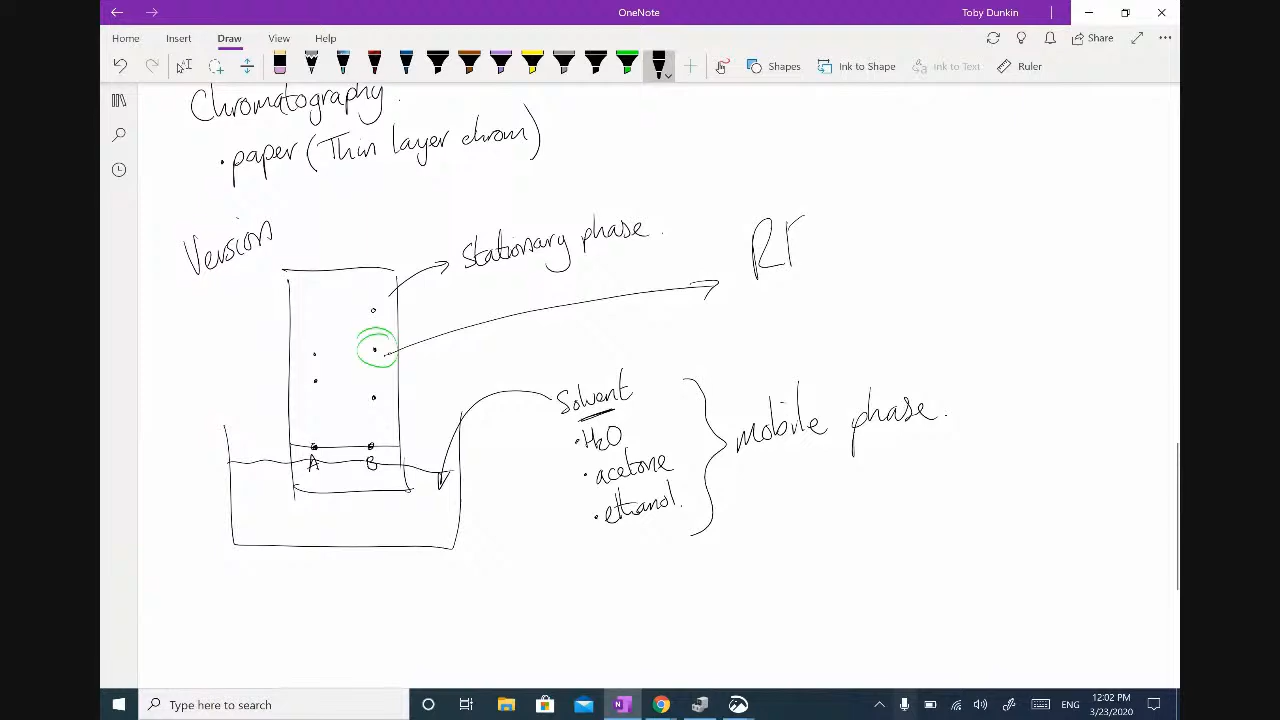 OneNote
Toby Dunkin
Home Insert Draw View Help
Share
Shapes Ink to Shape Ink to Text Ruler
Chromatography.
• paper (Thin layer chrom)
Version
Stationary phase.
Rf
Solvent
• H2O
• acetone
• ethanol.
mobile phase.
A B
Type here to search
ENG
12:02 PM
3/23/2020